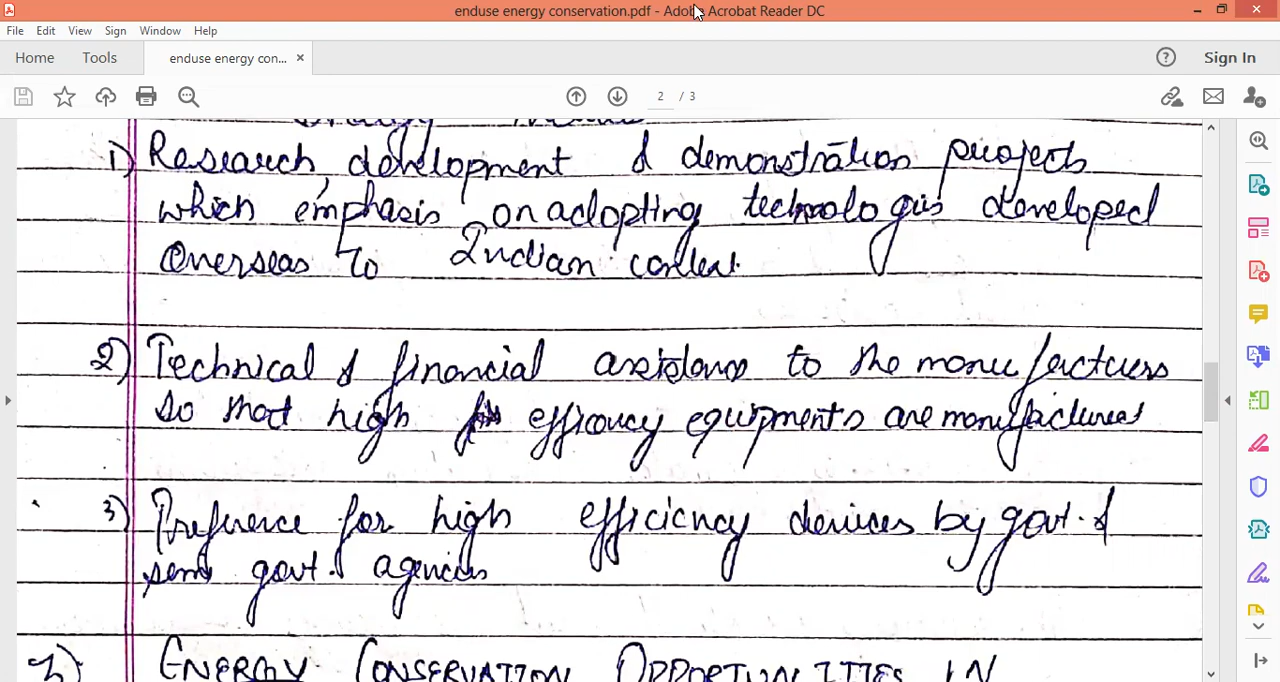 enduse energy conservation.pdf - Adobe Acrobat Reader DC
File Edit View Sign Window Help
Home Tools enduse energy con... × ? Sign In
2 / 3
1) Research, development & demonstration projects
which emphasis on adopting technologies developed
Overseas to Indian context.
2) Technical & financial assistance to the manufacturers
so that high efficiency equipments are manufactured
3) Preference for high efficiency devices by govt. &
semi govt. agencies
ENERGY CONSERVATION OPPORTUNITIES IN